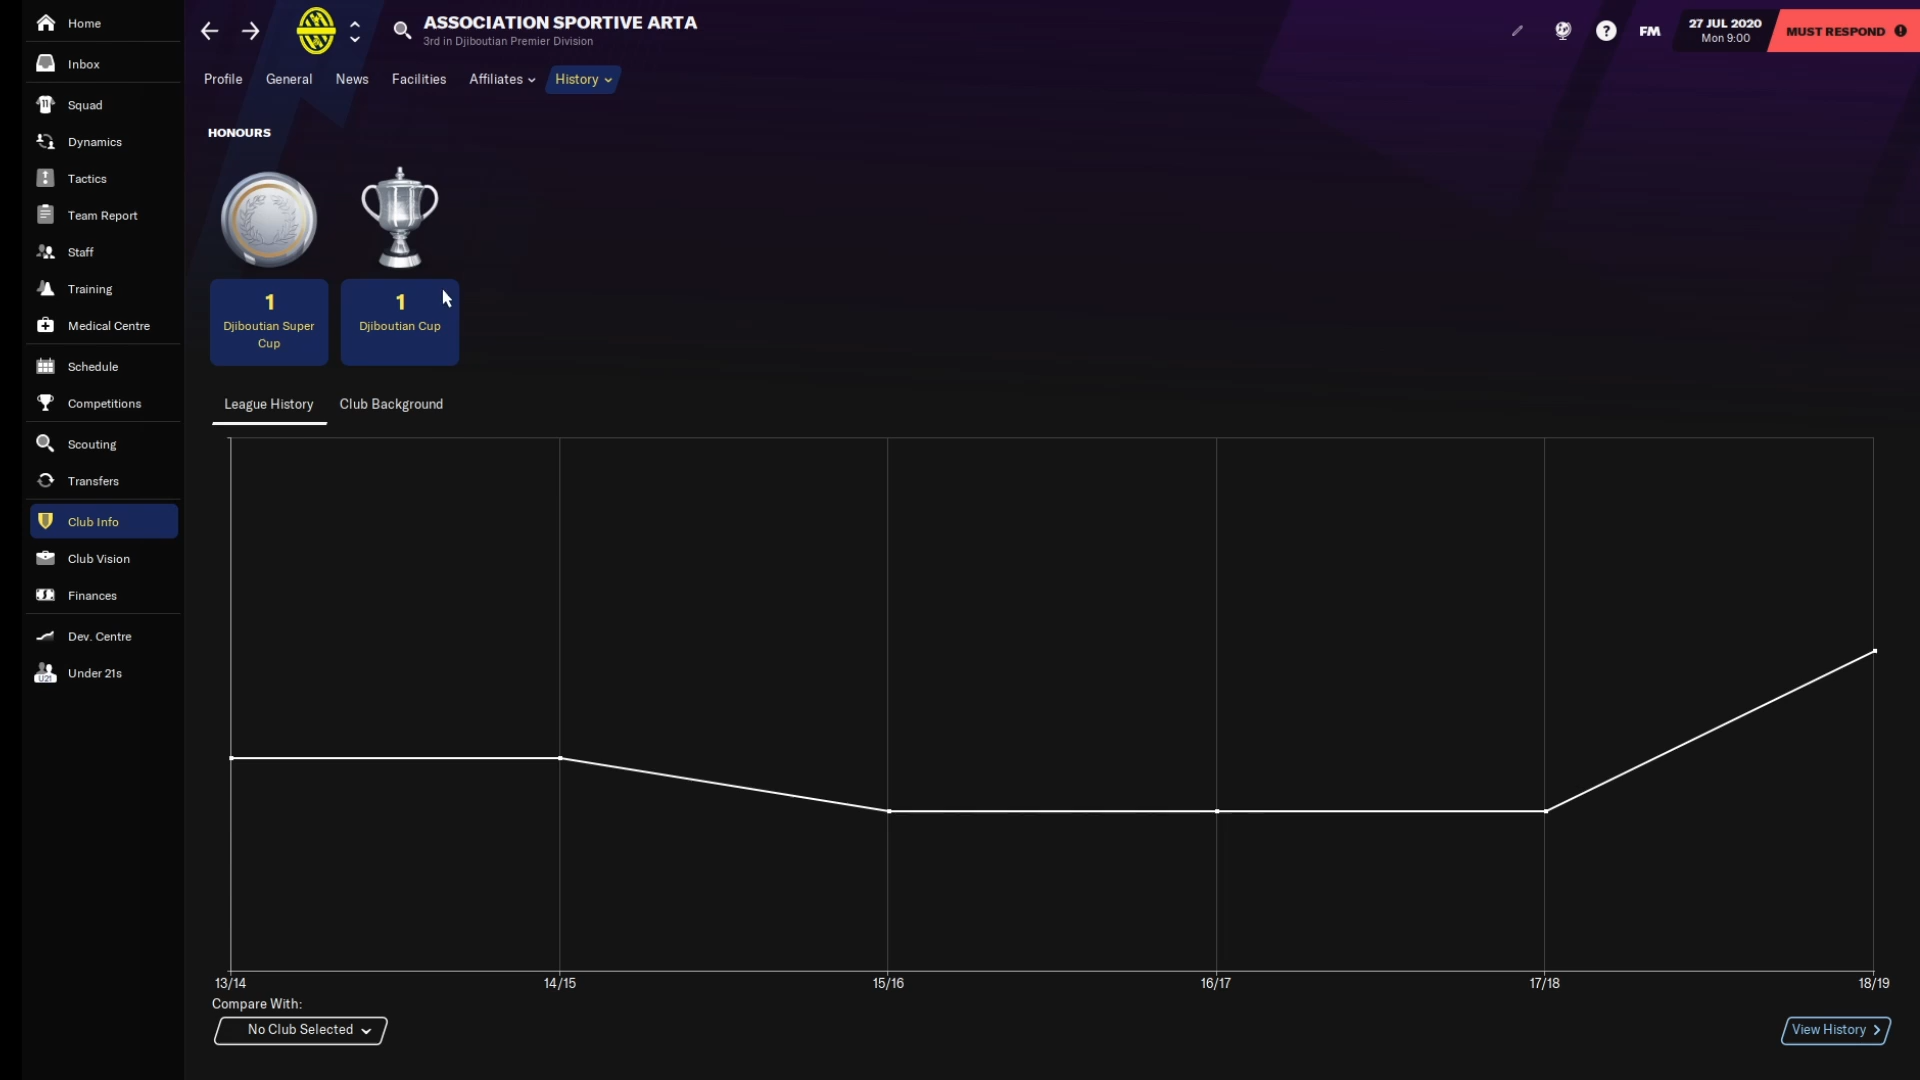 Home
Inbox
Squad
Dynamics
Tactics
Team Report
Staff
Training
Medical Centre
Schedule
Competitions
Scouting
Transfers
Club Info
Club Vision
Finances
Dev. Centre
U21
Under 21s
ASSOCIATION SPORTIVE ARTA
3rd in Djiboutian Premier Division
?
FM
27 JUL 2020
Mon 9:00
MUST RESPOND
Profile
General
News
Facilities
Affiliates
History
HONOURS
1
Djiboutian Super
Cup
1
Djiboutian Cup
League History
Club Background
13/14
14/15
15/16
16/17
17/18
18/19
Compare With:
No Club Selected
View History